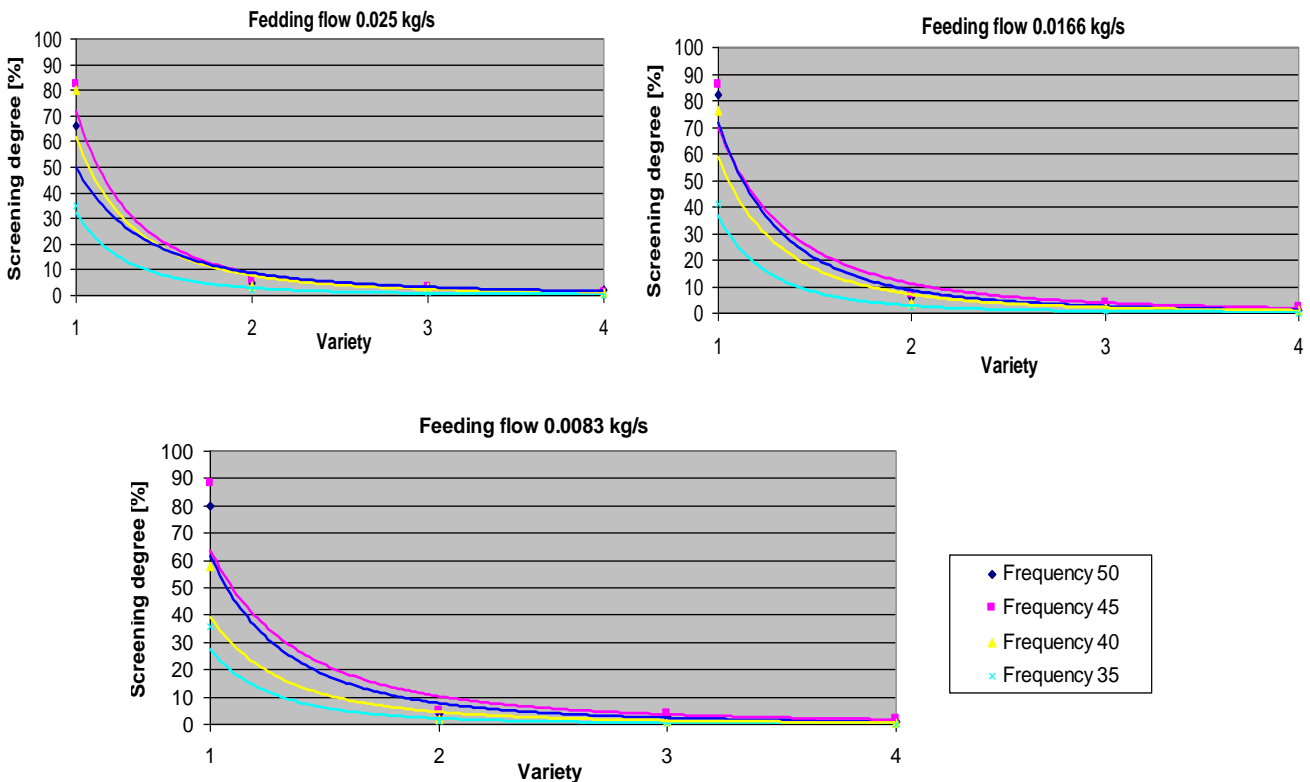 Fedding flow 0.025 kg/s
Screening degree [%]
100
90
80
70
60
50
40
30
20
10
0
1 2 3 4
Variety
Feeding flow 0.0166 kg/s
Screening degree [%]
100
90
80
70
60
50
40
30
20
10
0
1 2 3 4
Variety
Feeding flow 0.0083 kg/s
Screening degree [%]
100
90
80
70
60
50
40
30
20
10
0
1 2 3 4
Variety
Frequency 50
Frequency 45
Frequency 40
Frequency 35